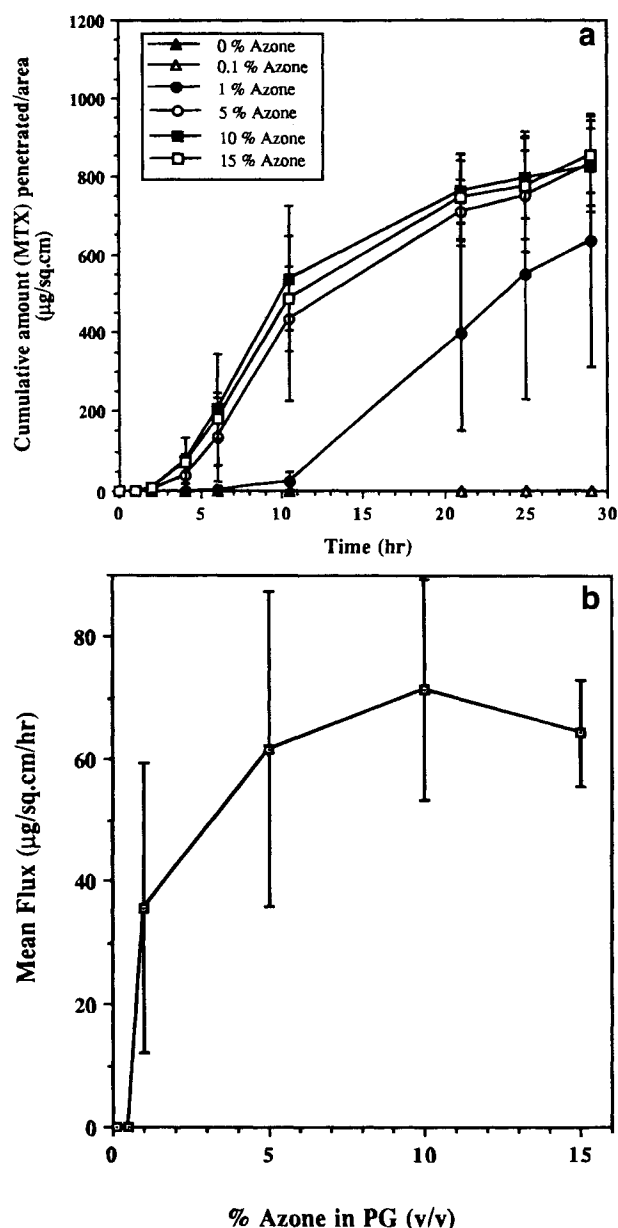 a
0 % Azone
0.1 % Azone
1 % Azone
5 % Azone
10 % Azone
15 % Azone
1200
1000
800
600
400
200
0
Cumulative amount (MTX) penetrated/area
(µg/sq.cm)
0 5 10 15 20 25 30
Time (hr)
b
80
60
40
20
0
Mean Flux (µg/sq.cm/hr)
0 5 10 15
% Azone in PG (v/v)